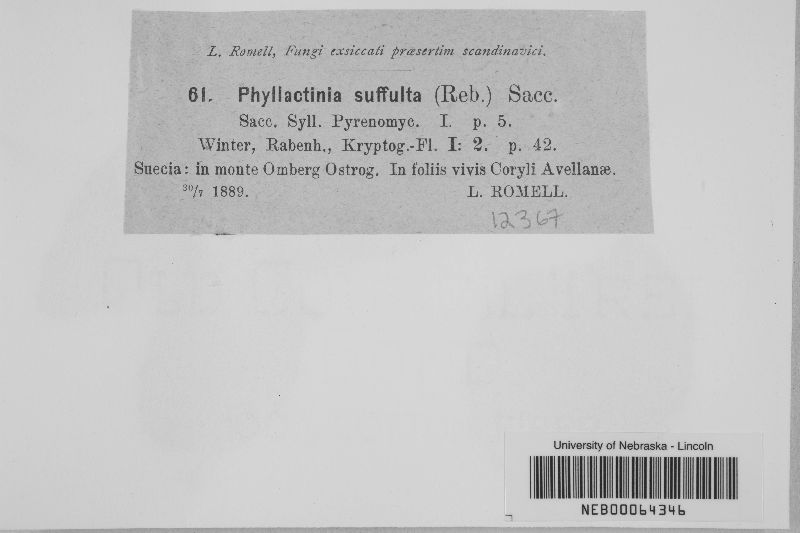 L. Romell, Fungi exsiccati præsertim scandinavici.
61. Phyllactinia suffulta (Reb.) Sacc.
Sacc. Syll. Pyrenomyc. I. p. 5.
Winter, Rabenh., Kryptog.-Fl. I: 2. p. 42.
Suecia: in monte Omberg Ostrog. In foliis vivis Coryli Avellanæ.
30/7 1889. L. ROMELL.
12367
University of Nebraska - Lincoln
NEB00064346